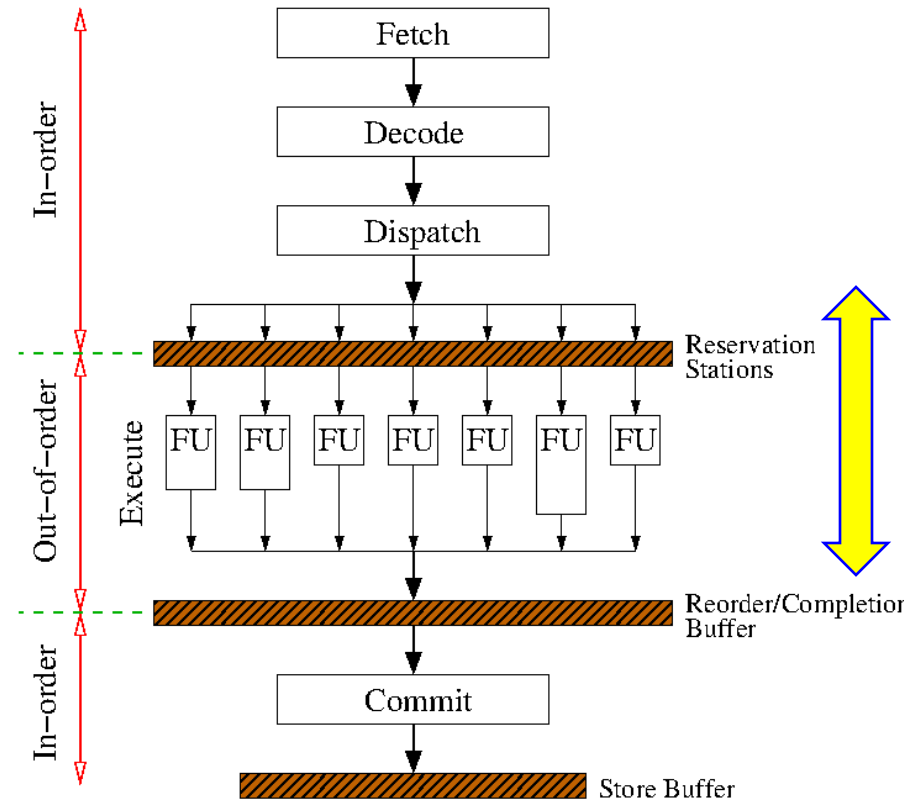 Fetch
Decode
Dispatch
In-order
Reservation
Stations
FU FU FU FU FU FU FU
Execute
Out-of-order
Reorder/Completion
Buffer
Commit
In-order
Store Buffer